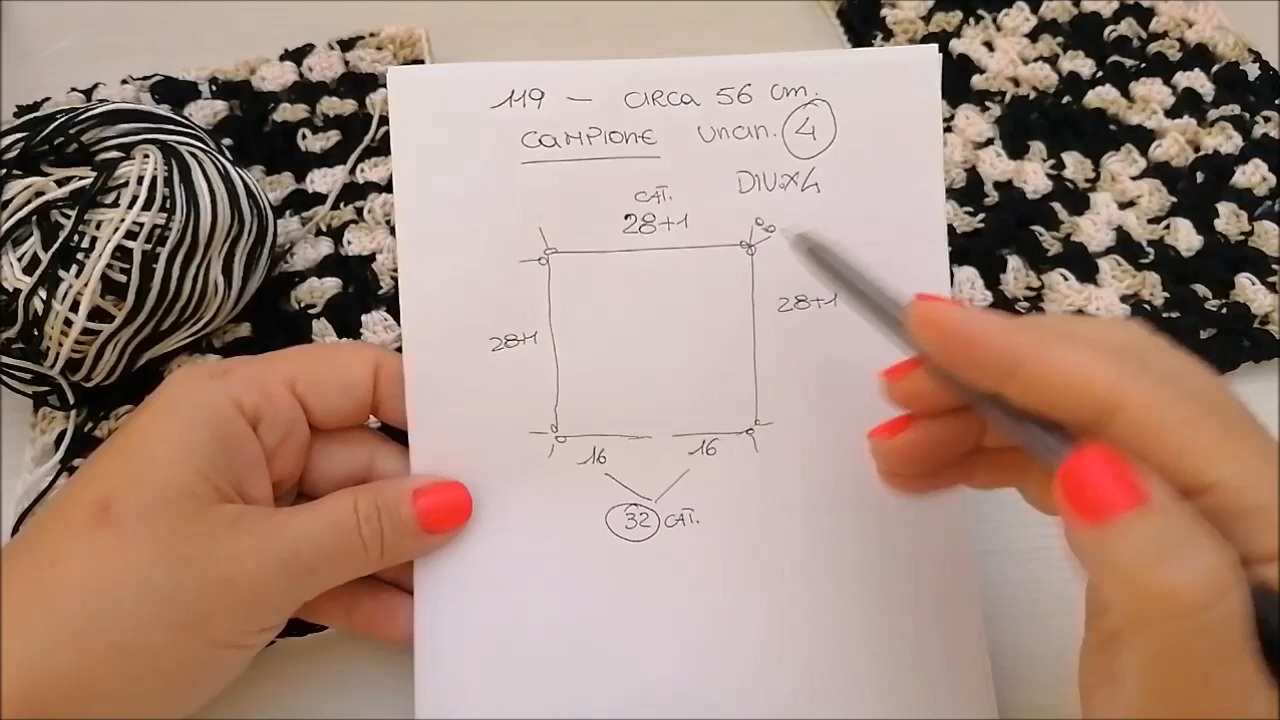 119 - CIRCA 56 cm.
CAMPIONE UNCIN. 4
DIV.X4
CAT.
28+1
28+1
28+1
16 16
32 CAT.